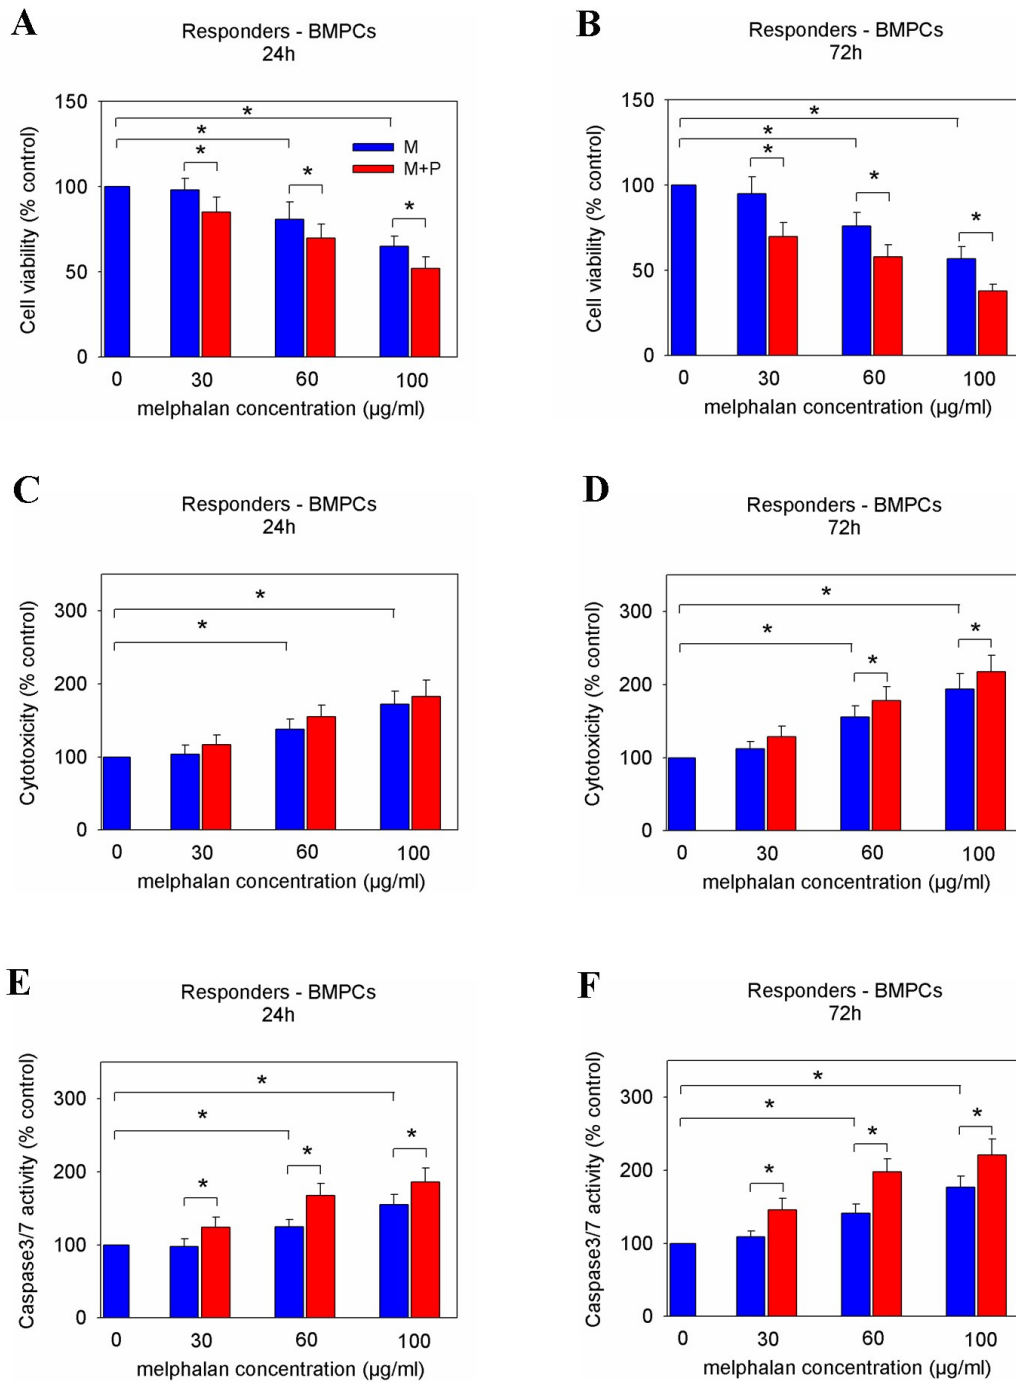 A
Responders - BMPCs
24h
Cell viability (% control)
150
100
50
0
*
*
*
*
*
M
M+P
0 30 60 100
melphalan concentration (µg/ml)
B
Responders - BMPCs
72h
Cell viability (% control)
150
100
50
0
*
*
*
*
*
0 30 60 100
melphalan concentration (µg/ml)
C
Responders - BMPCs
24h
Cytotoxicity (% control)
300
200
100
0
*
*
0 30 60 100
melphalan concentration (µg/ml)
D
Responders - BMPCs
72h
Cytotoxicity (% control)
300
200
100
0
*
*
*
*
0 30 60 100
melphalan concentration (µg/ml)
E
Responders - BMPCs
24h
Caspase3/7 activity (% control)
300
200
100
0
*
*
*
*
*
0 30 60 100
melphalan concentration (µg/ml)
F
Responders - BMPCs
72h
Caspase3/7 activity (% control)
300
200
100
0
*
*
*
*
*
0 30 60 100
melphalan concentration (µg/ml)